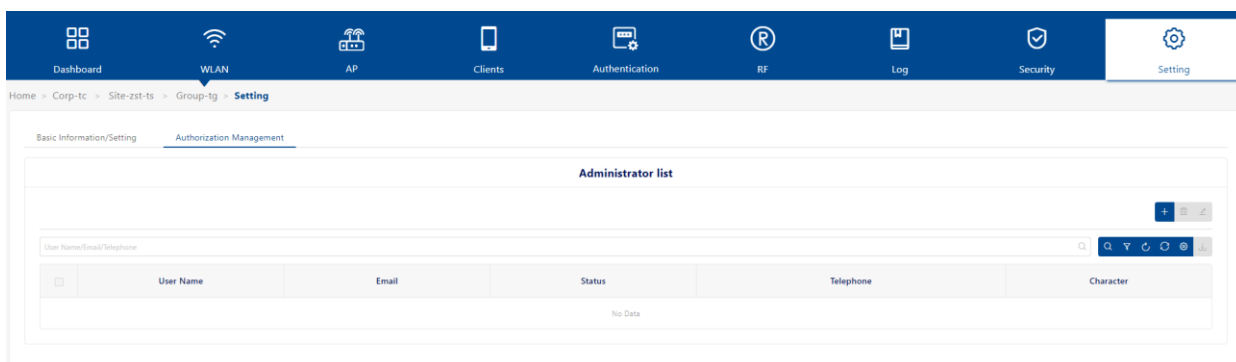 Dashboard WLAN AP Clients Authentication RF Log Security Setting
Home > Corp-tc > Site-zst-ts > Group-tg > Setting
Basic Information/Setting Authorization Management
Administrator list
User Name/Email/Telephone
User Name Email Status Telephone Character
No Data